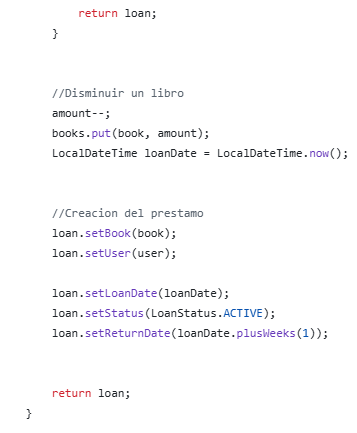 return loan;
}
//Disminuir un libro
amount--;
books.put(book, amount);
LocalDateTime loanDate = LocalDateTime.now();
//Creacion del prestamo
loan.setBook(book);
loan.setUser(user);
loan.setLoanDate(loanDate);
loan.setStatus(LoanStatus.ACTIVE);
loan.setReturnDate(loanDate.plusWeeks(1));
return loan;
}